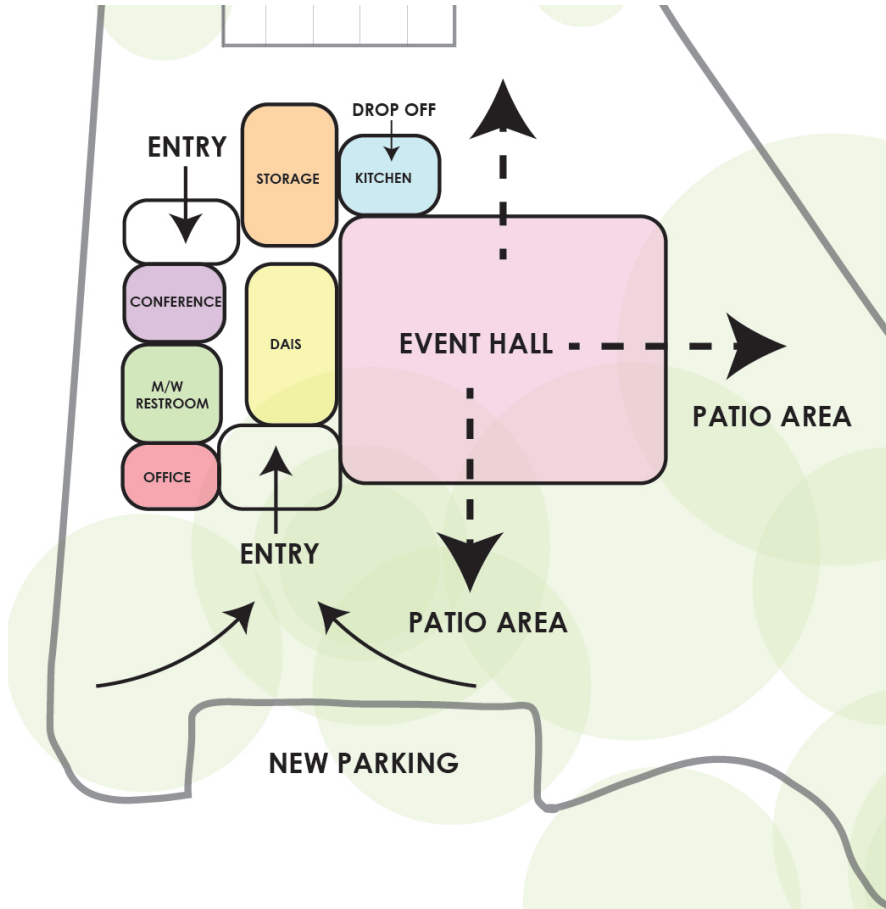 DROP OFF
ENTRY
STORAGE
KITCHEN
CONFERENCE
DAIS
EVENT HALL
M/W
RESTROOM
PATIO AREA
OFFICE
ENTRY
PATIO AREA
NEW PARKING